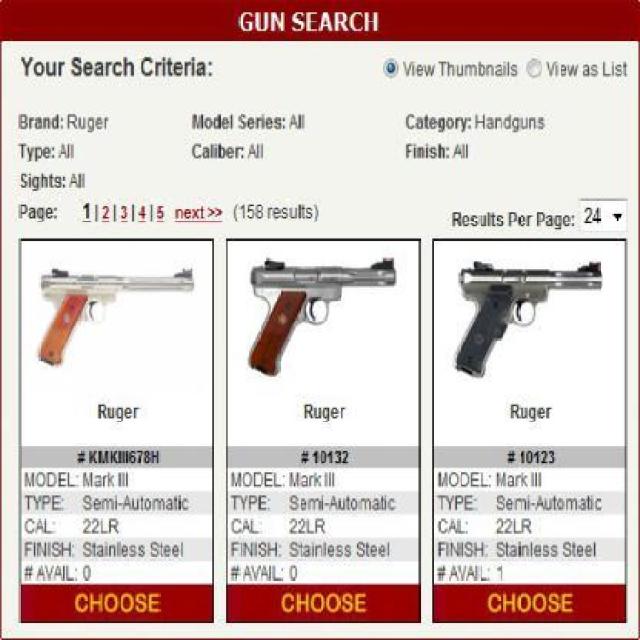 GUN SEARCH
Your Search Criteria: View Thumbnails View as List
Brand: Ruger Model Series: All Category: Handguns
Type: All Caliber: All Finish: All
Sights: All
Page: 1|2|3|4|5 next>> (158 results) Results Per Page: 24
Ruger Ruger Ruger
# KMKIII678H # 10132 # 10123
MODEL: Mark III MODEL: Mark III MODEL: Mark III
TYPE: Semi-Automatic TYPE: Semi-Automatic TYPE: Semi-Automatic
CAL: 22LR CAL: 22LR CAL: 22LR
FINISH: Stainless Steel FINISH: Stainless Steel FINISH: Stainless Steel
# AVAIL: 0 # AVAIL: 0 # AVAIL: 1
CHOOSE CHOOSE CHOOSE